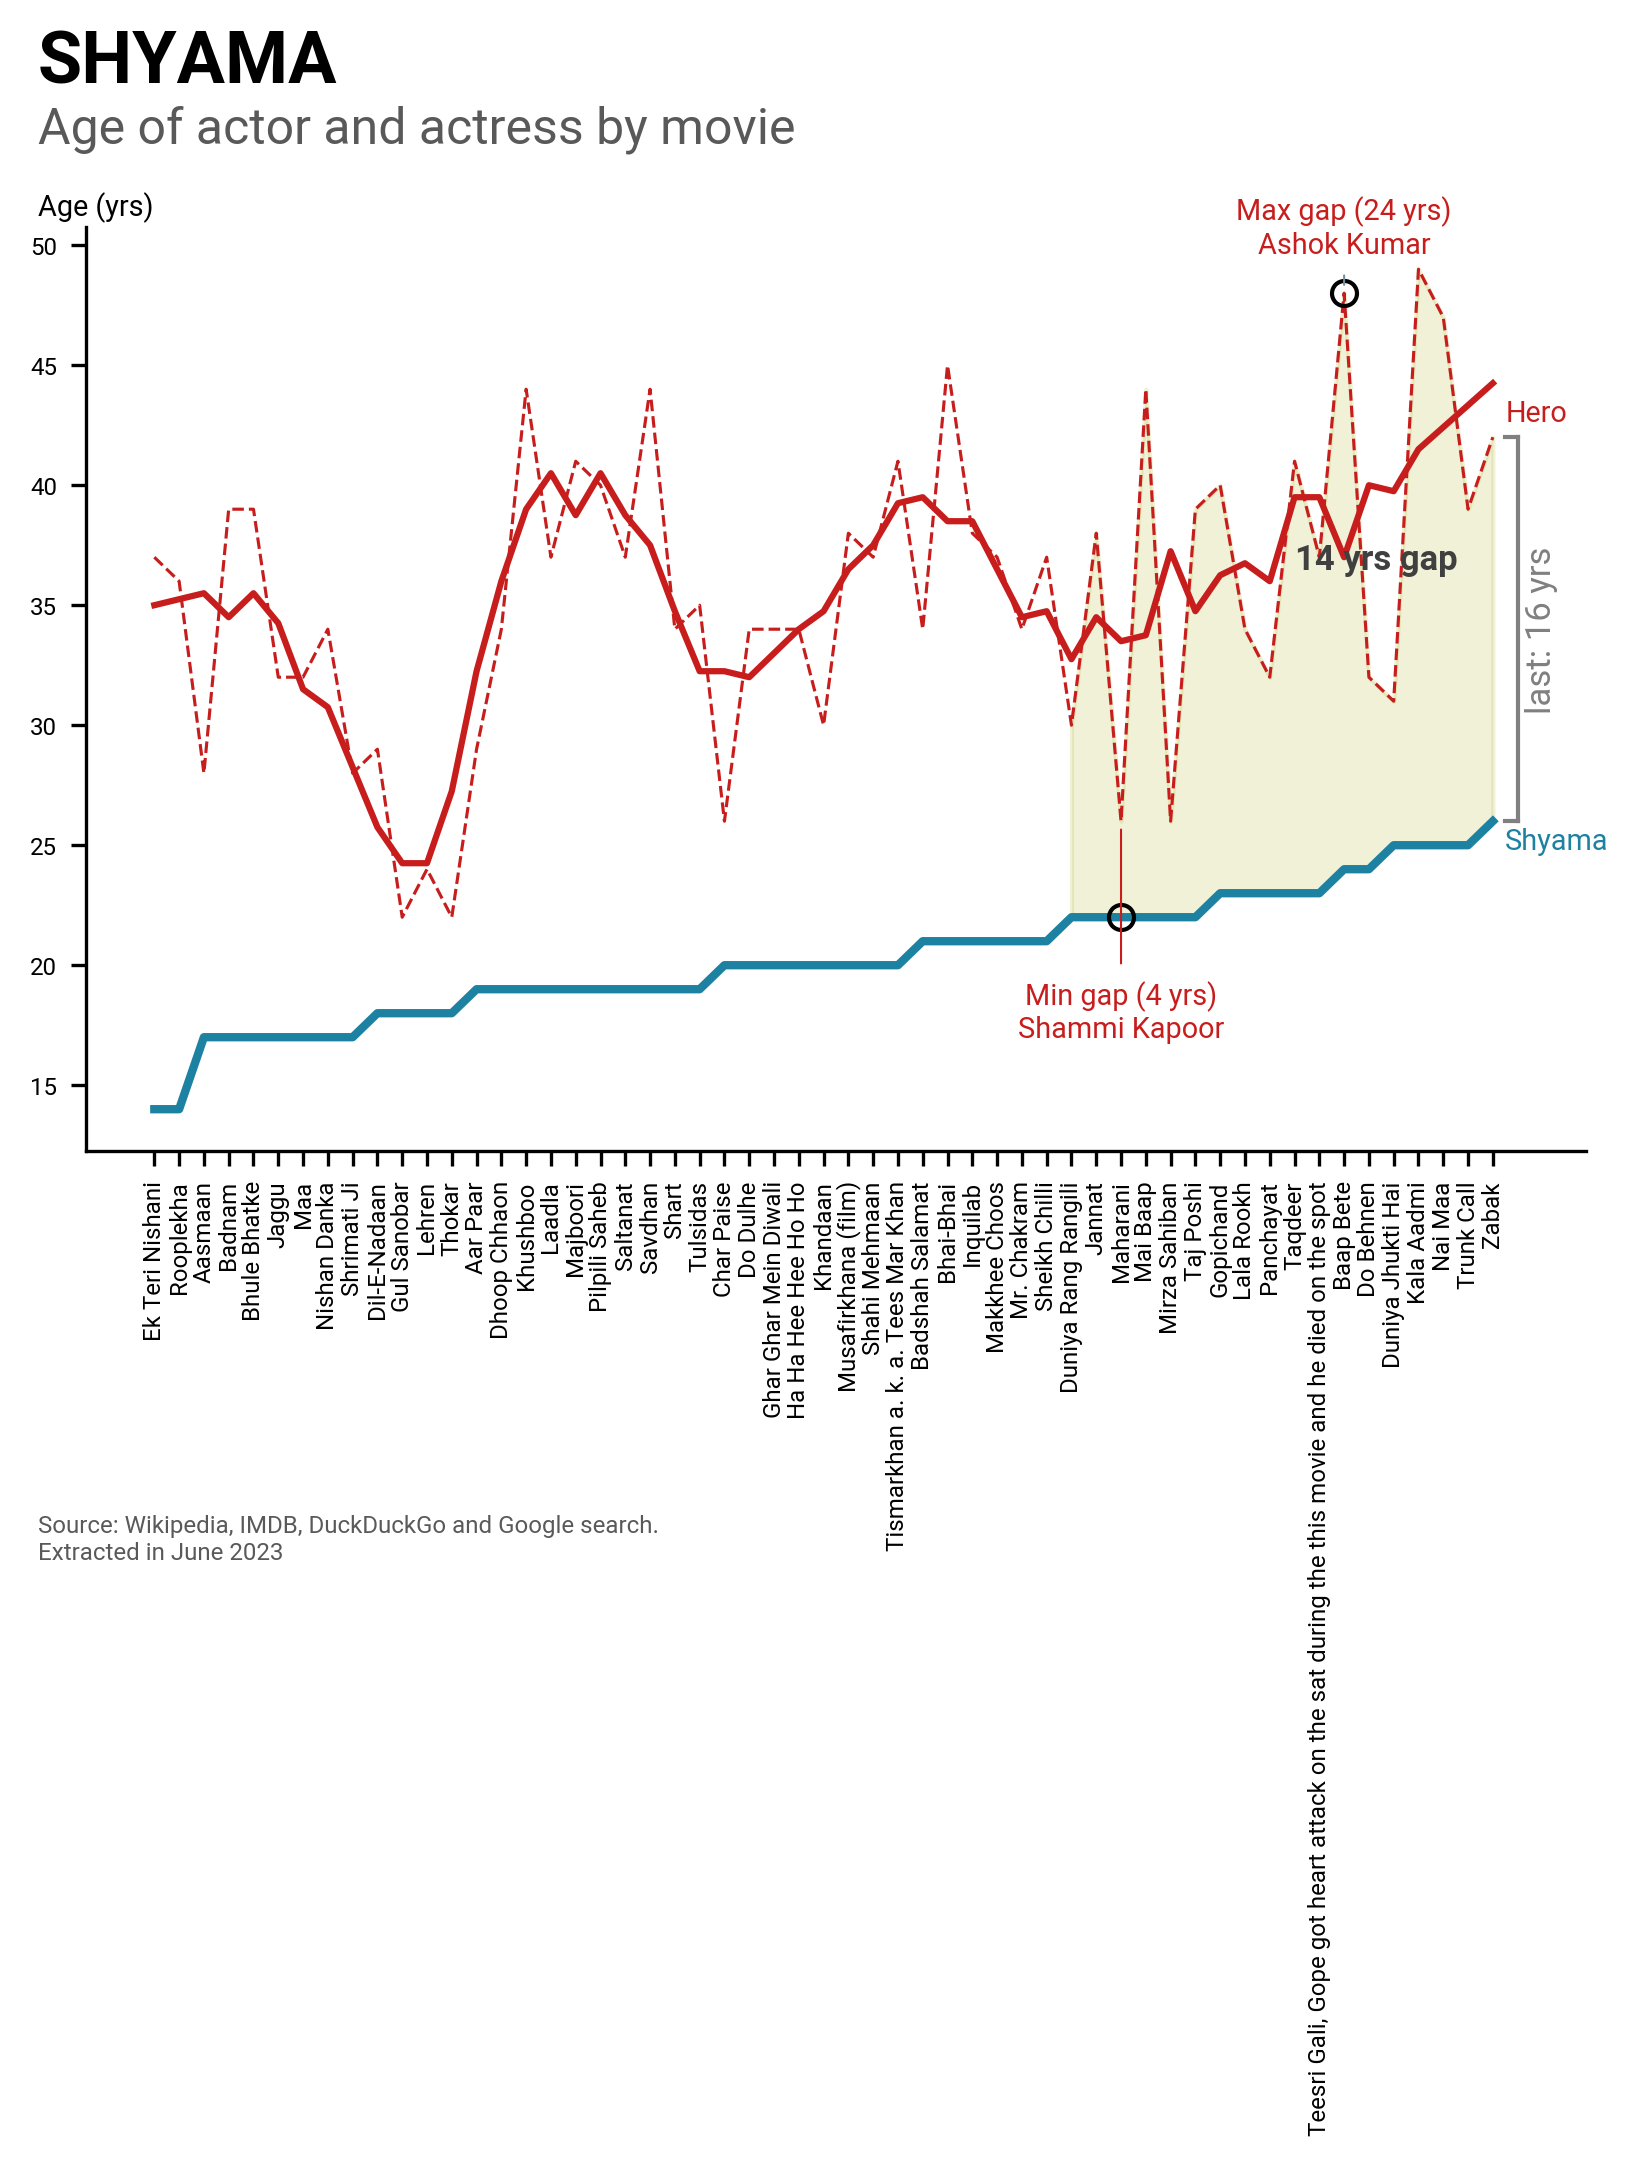 SHYAMA
Age of actor and actress by movie
Age (yrs)
Max gap (24 yrs)
Ashok Kumar
50
45
40
35
30
25
20
15
Hero
14 yrs gap
last: 16 yrs
Shyama
Min gap (4 yrs)
Shammi Kapoor
Ek Teri Nishani
Rooplekha
Aasmaan
Badnam
Bhule Bhatke
Jaggu
Maa
Nishan Danka
Shrimati Ji
Dil-E-Nadaan
Gul Sanobar
Lehren
Thokar
Aar Paar
Dhoop Chhaon
Khushboo
Laadla
Majboori
Pilpili Saheb
Saltanat
Savdhan
Shart
Tulsidas
Char Paise
Do Dulhe
Ghar Ghar Mein Diwali
Ha Ha Hee Hee Ho Ho
Khandaan
Musafirkhana (film)
Shahi Mehmaan
Tismarkhan a. k. a. Tees Mar Khan
Badshah Salamat
Bhai-Bhai
Inquilab
Makkhee Choos
Mr. Chakram
Sheikh Chilli
Duniya Rang Rangili
Jannat
Maharani
Mai Baap
Mirza Sahiban
Taj Poshi
Gopichand
Lala Rookh
Panchayat
Taqdeer
Teesri Gali, Gope got heart attack on the sat during the this movie and he died on the spot
Baap Bete
Do Behnen
Duniya Jhukti Hai
Kala Aadmi
Nai Maa
Trunk Call
Zabak
Source: Wikipedia, IMDB, DuckDuckGo and Google search.
Extracted in June 2023